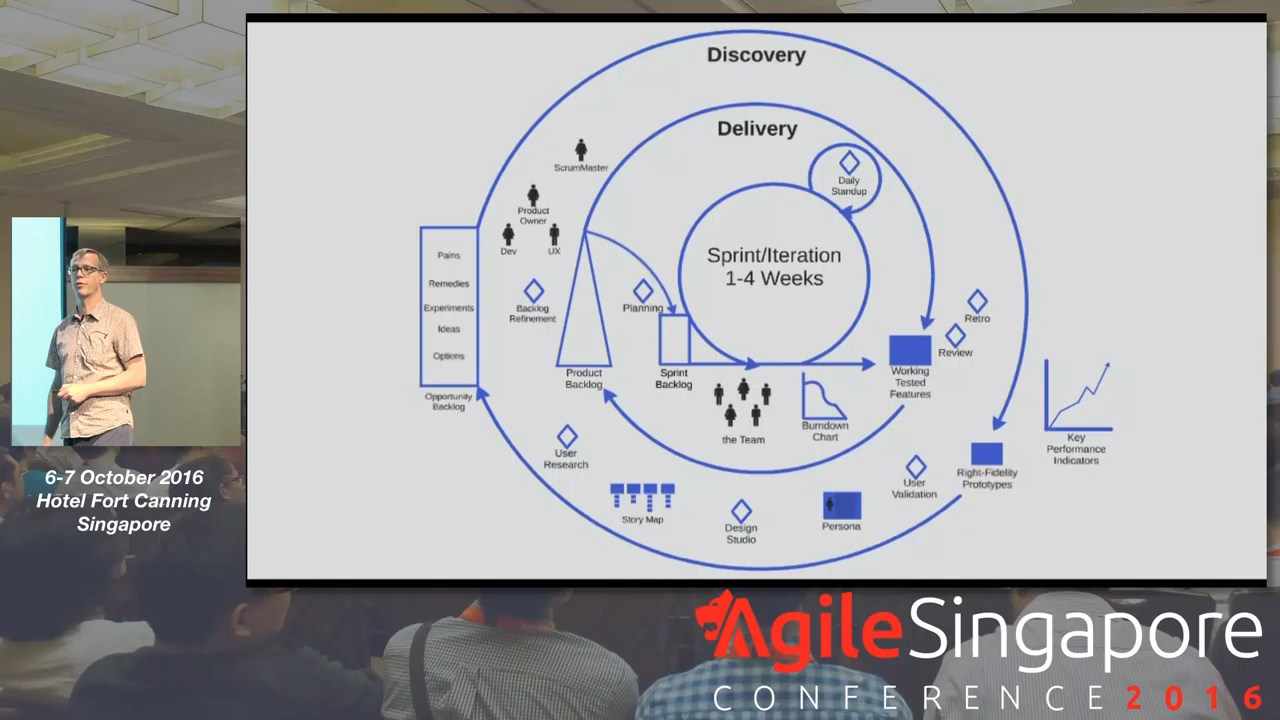 Discovery
Delivery
ScrumMaster
Product
Owner
Dev
UX
Daily
Standup
Sprint/Iteration
1-4 Weeks
Pains
Remedies
Experiments
Ideas
Options
Opportunity
Backlog
Backlog
Refinement
Planning
Product
Backlog
Sprint
Backlog
the Team
Burndown
Chart
Working
Tested
Features
Retro
Review
Key
Performance
Indicators
Right-Fidelity
Prototypes
User
Validation
User
Research
Story Map
Design
Studio
Persona
6-7 October 2016
Hotel Fort Canning
Singapore
AgileSingapore
CONFERENCE 2016